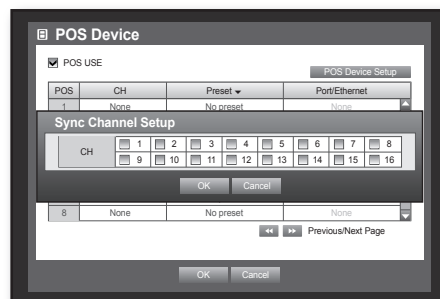 POS Device
POS USE
POS Device Setup
POS CH Preset Port/Ethernet
1 None No preset None
Sync Channel Setup
CH 1 2 3 4 5 6 7 8
9 10 11 12 13 14 15 16
OK Cancel
8 None No preset None
Previous/Next Page
OK Cancel